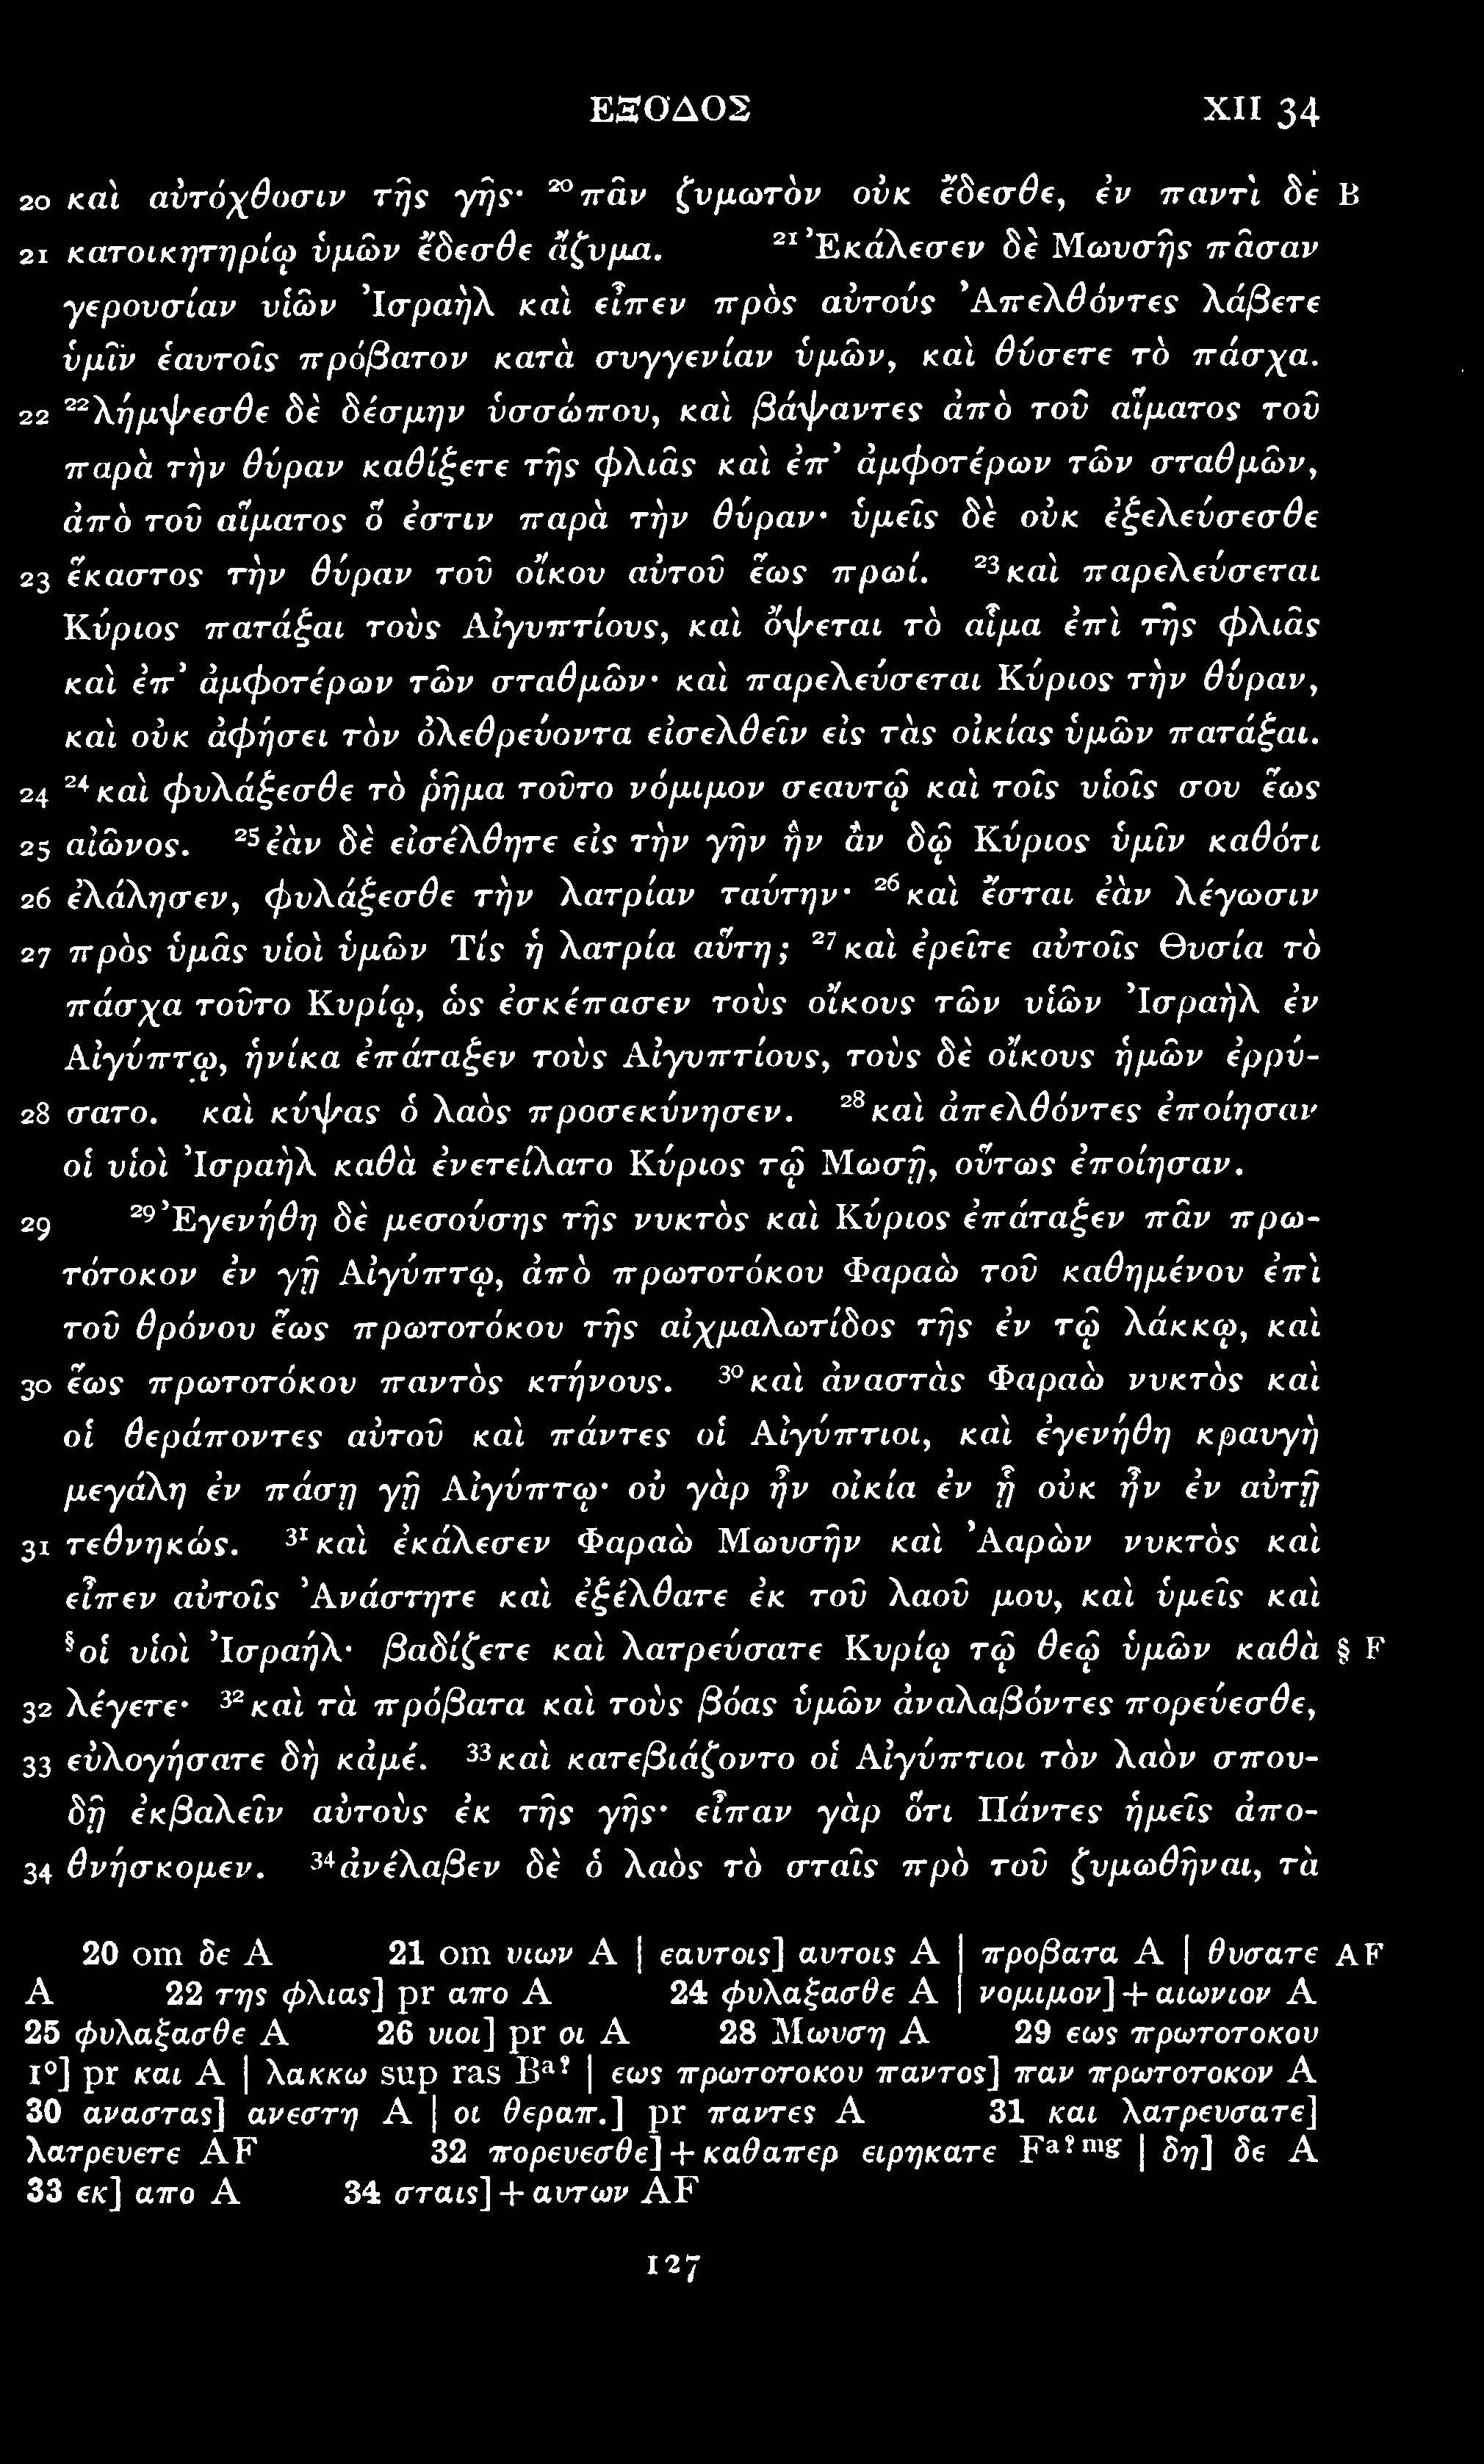 ΕΞΟΔΟΣ XII 34
20 καὶ αὐτόχθοσιν τῆς γῆς· ²⁰πᾶν ζυμωτὸν οὐκ ἔδεσθε, ἐν παντὶ δὲ B
21 κατοικητηρίῳ ὑμῶν ἔδεσθε ἄζυμα. ²¹Ἐκάλεσεν δὲ Μωυσῆς πᾶσαν
γερουσίαν υἱῶν Ἰσραὴλ καὶ εἶπεν πρὸς αὐτούς Ἀπελθόντες λάβετε
ὑμῖν ἑαυτοῖς πρόβατον κατὰ συγγενίαν ὑμῶν, καὶ θύσετε τὸ πάσχα.
22 ²²λήμψεσθε δὲ δέσμην ὑσσώπου, καὶ βάψαντες ἀπὸ τοῦ αἵματος τοῦ
παρὰ τὴν θύραν καθίξετε τῆς φλιᾶς καὶ ἐπ᾽ ἀμφοτέρων τῶν σταθμῶν,
ἀπὸ τοῦ αἵματος ὅ ἐστιν παρὰ τὴν θύραν· ὑμεῖς δὲ οὐκ ἐξελεύσεσθε
23 ἕκαστος τὴν θύραν τοῦ οἴκου αὐτοῦ ἕως πρωί. ²³καὶ παρελεύσεται
Κύριος πατάξαι τοὺς Αἰγυπτίους, καὶ ὄψεται τὸ αἷμα ἐπὶ τῆς φλιᾶς
καὶ ἐπ᾽ ἀμφοτέρων τῶν σταθμῶν· καὶ παρελεύσεται Κύριος τὴν θύραν,
καὶ οὐκ ἀφήσει τὸν ὀλεθρεύοντα εἰσελθεῖν εἰς τὰς οἰκίας ὑμῶν πατάξαι.
24 ²⁴καὶ φυλάξεσθε τὸ ῥῆμα τοῦτο νόμιμον σεαυτῷ καὶ τοῖς υἱοῖς σου ἕως
25 αἰῶνος. ²⁵ἐὰν δὲ εἰσέλθητε εἰς τὴν γῆν ἣν ἂν δῷ Κύριος ὑμῖν καθότι
26 ἐλάλησεν, φυλάξεσθε τὴν λατρίαν ταύτην· ²⁶καὶ ἔσται ἐὰν λέγωσιν
27 πρὸς ὑμᾶς υἱοὶ ὑμῶν Τίς ἡ λατρία αὕτη; ²⁷καὶ ἐρεῖτε αὐτοῖς Θυσία τὸ
πάσχα τοῦτο Κυρίῳ, ὡς ἐσκέπασεν τοὺς οἴκους τῶν υἱῶν Ἰσραὴλ ἐν
Αἰγύπτῳ, ἡνίκα ἐπάταξεν τοὺς Αἰγυπτίους, τοὺς δὲ οἴκους ἡμῶν ἐρρύ-
28 σατο. καὶ κύψας ὁ λαὸς προσεκύνησεν. ²⁸καὶ ἀπελθόντες ἐποίησαν
οἱ υἱοὶ Ἰσραὴλ καθὰ ἐνετείλατο Κύριος τῷ Μωσῇ, οὕτως ἐποίησαν.
29 ²⁹Ἐγενήθη δὲ μεσούσης τῆς νυκτὸς καὶ Κύριος ἐπάταξεν πᾶν πρω-
τότοκον ἐν γῇ Αἰγύπτῳ, ἀπὸ πρωτοτόκου Φαραὼ τοῦ καθημένου ἐπὶ
τοῦ θρόνου ἕως πρωτοτόκου τῆς αἰχμαλωτίδος τῆς ἐν τῷ λάκκῳ, καὶ
30 ἕως πρωτοτόκου παντὸς κτήνους. ³⁰καὶ ἀναστὰς Φαραὼ νυκτὸς καὶ
οἱ θεράποντες αὐτοῦ καὶ πάντες οἱ Αἰγύπτιοι, καὶ ἐγενήθη κραυγὴ
μεγάλη ἐν πάσῃ γῇ Αἰγύπτῳ· οὐ γὰρ ἦν οἰκία ἐν ᾗ οὐκ ἦν ἐν αὐτῇ
31 τεθνηκώς. ³¹καὶ ἐκάλεσεν Φαραὼ Μωυσῆν καὶ Ἀαρὼν νυκτὸς καὶ
εἶπεν αὐτοῖς Ἀνάστητε καὶ ἐξέλθατε ἐκ τοῦ λαοῦ μου, καὶ ὑμεῖς καὶ
§οἱ υἱοὶ Ἰσραήλ· βαδίζετε καὶ λατρεύσατε Κυρίῳ τῷ θεῷ ὑμῶν καθὰ § F
32 λέγετε· ³²καὶ τὰ πρόβατα καὶ τοὺς βόας ὑμῶν ἀναλαβόντες πορεύεσθε,
33 εὐλογήσατε δὴ κἀμέ. ³³καὶ κατεβιάζοντο οἱ Αἰγύπτιοι τὸν λαὸν σπου-
δῇ ἐκβαλεῖν αὐτοὺς ἐκ τῆς γῆς· εἶπαν γὰρ ὅτι Πάντες ἡμεῖς ἀπο-
34 θνήσκομεν. ³⁴ἀνέλαβεν δὲ ὁ λαὸς τὸ σταῖς πρὸ τοῦ ζυμωθῆναι, τὰ
20 om δε A 21 om υιων A | εαυτοις] αυτοις A | προβατα A | θυσατε AF
A 22 της φλιας] pr απο A 24 φυλαξασθε A | νομιμον]+αιωνιον A
25 φυλαξασθε A 26 υιοι] pr οι A 28 Μωυση A 29 εως πρωτοτοκου
1°] pr και A | λακκω sup ras Bᵃ? | εως πρωτοτοκου παντος] παν πρωτοτοκον A
30 αναστας] ανεστη A | οι θεραπ.] pr παντες A 31 και λατρευσατε]
λατρευετε AF 32 πορευεσθε]+καθαπερ ειρηκατε Fᵃ?ᵐᵍ | δη] δε A
33 εκ] απο A 34 σταις]+αυτων AF
127